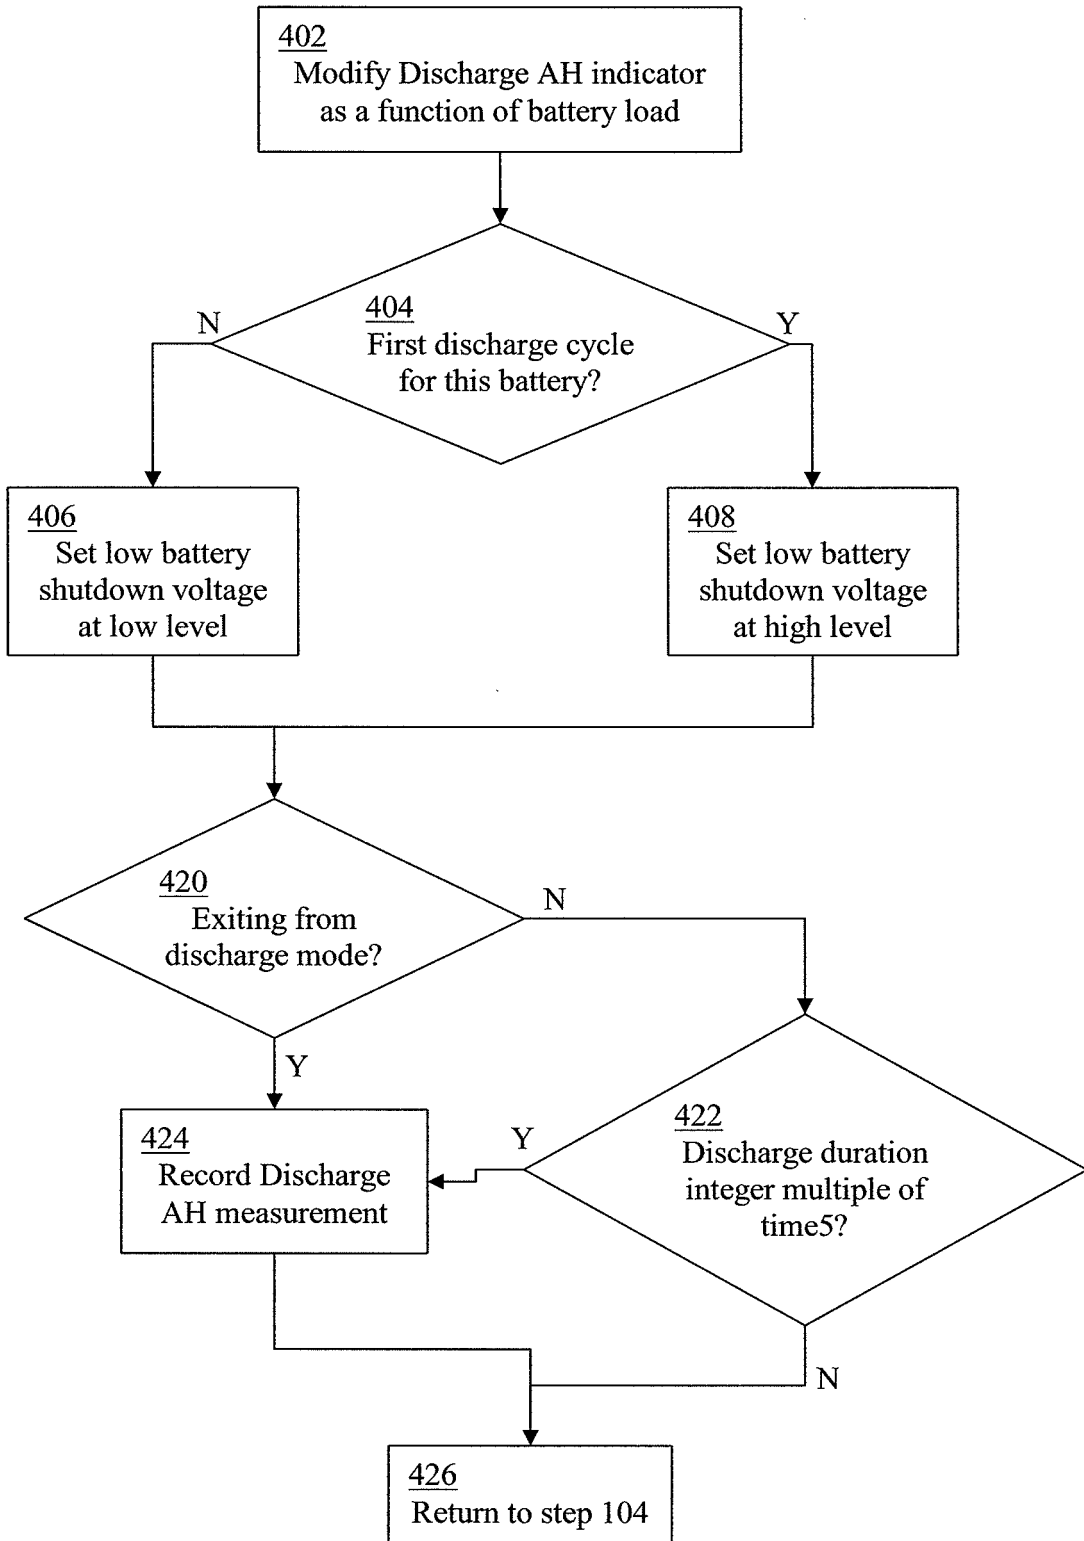 402
Modify Discharge AH indicator
as a function of battery load
404
First discharge cycle
for this battery?
N
Y
406
Set low battery
shutdown voltage
at low level
408
Set low battery
shutdown voltage
at high level
420
Exiting from
discharge mode?
N
Y
422
Discharge duration
integer multiple of
time5?
Y
N
424
Record Discharge
AH measurement
426
Return to step 104